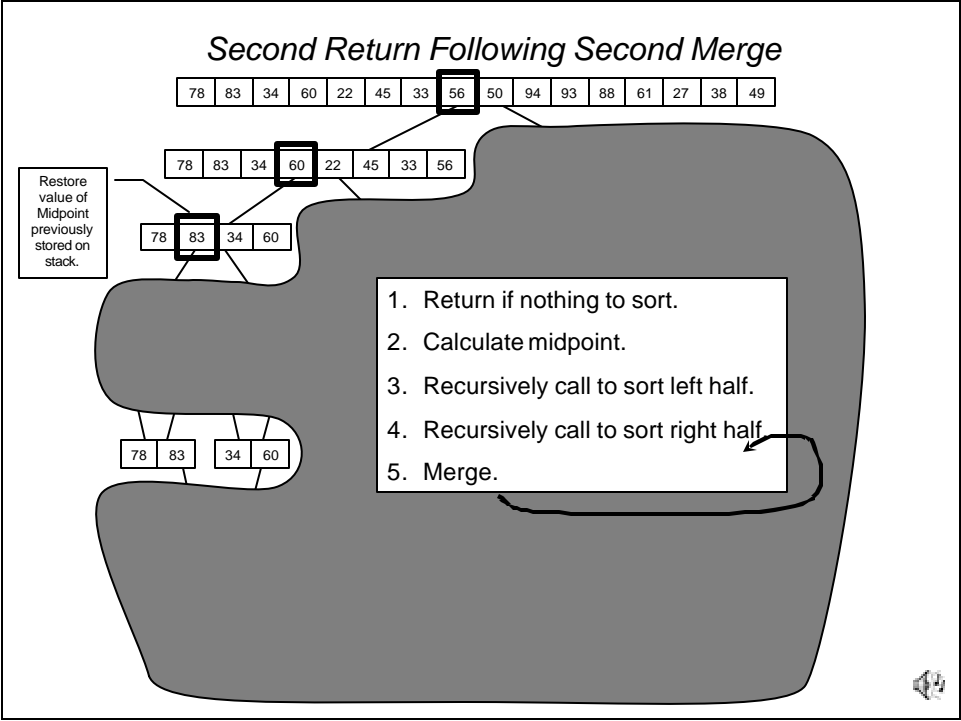 Second Return Following Second Merge
78 83 34 60 22 45 33 56 50 94 93 88 61 27 38 49
78 83 34 60 22 45 33 56
Restore
value of
Midpoint
previously
stored on
stack.
78 83 34 60
1. Return if nothing to sort.
2. Calculate midpoint.
3. Recursively call to sort left half.
4. Recursively call to sort right half.
5. Merge.
78 83 34 60